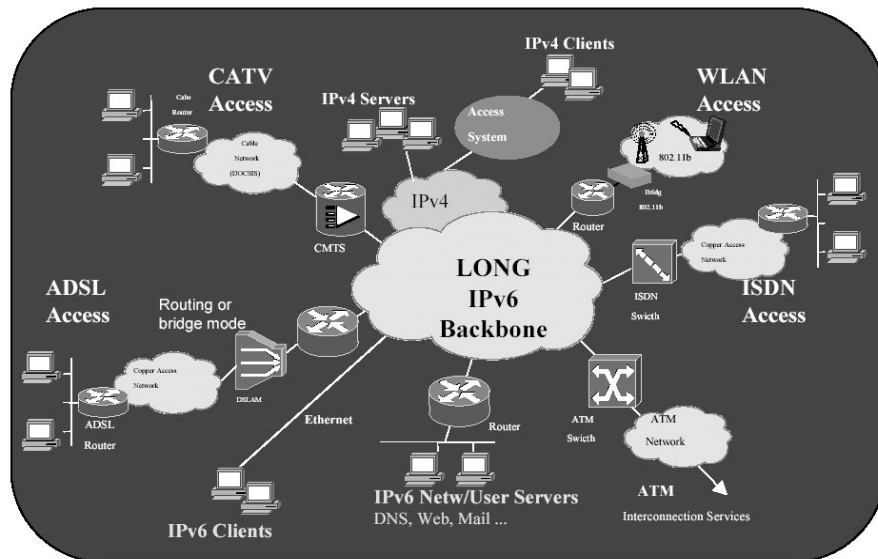 IPv4 Clients
CATV
Access
WLAN
Access
IPv4 Servers
Cabe
Router
Access
System
Cable
Network
(DOCSIS)
802.11b
IPv4
Bridg
802.11b
Router
CMTS
Copper Access
Network
LONG
IPv6
Backbone
ISDN
Swicth
ISDN
Access
ADSL
Access
Routing or
bridge mode
Copper Access
Network
DSLAM
ADSL
Router
Ethernet
Router
ATM
Swicth
ATM
Network
IPv6 Clients
IPv6 Netw/User Servers
DNS, Web, Mail ...
ATM
Interconnection Services